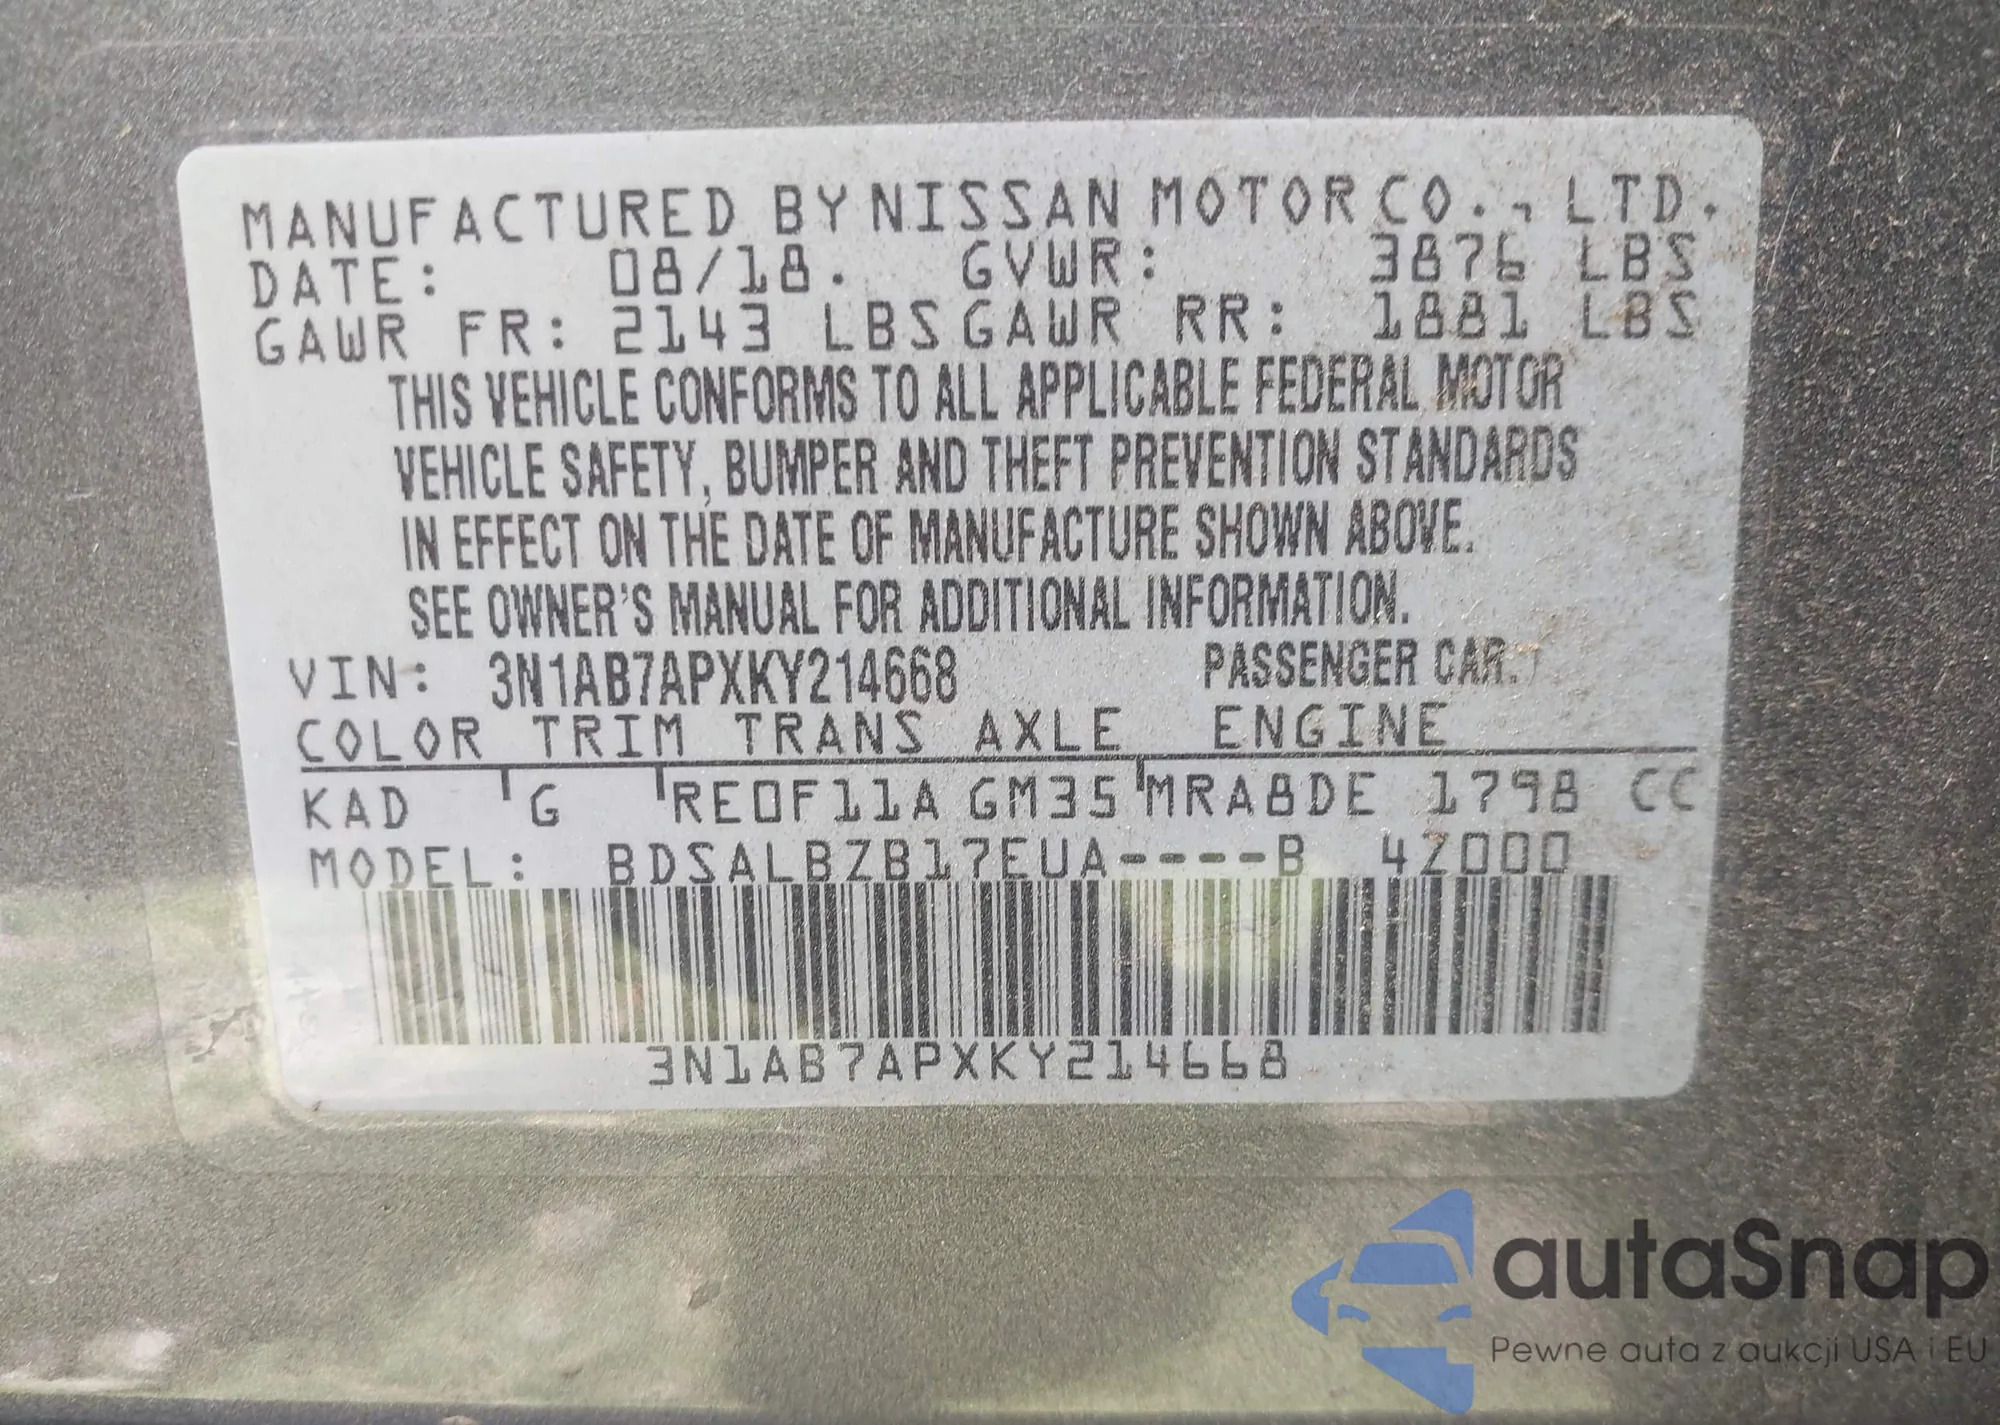 MANUFACTURED BY NISSAN MOTOR CO., LTD.
DATE: 08/18. GVWR: 3876 LBS
GAWR FR: 2143 LBS GAWR RR: 1881 LBS
THIS VEHICLE CONFORMS TO ALL APPLICABLE FEDERAL MOTOR
VEHICLE SAFETY, BUMPER AND THEFT PREVENTION STANDARDS
IN EFFECT ON THE DATE OF MANUFACTURE SHOWN ABOVE.
SEE OWNER'S MANUAL FOR ADDITIONAL INFORMATION.
VIN: 3N1AB7APXKY214668 PASSENGER CAR.
COLOR TRIM TRANS AXLE ENGINE
KAD G RE0F11A GM35 MRA8DE 1798 CC
MODEL: BDSALBZB17EUA----B 4Z000
3N1AB7APXKY214668
autaSnap
Pewne auta z aukcji USA i EU